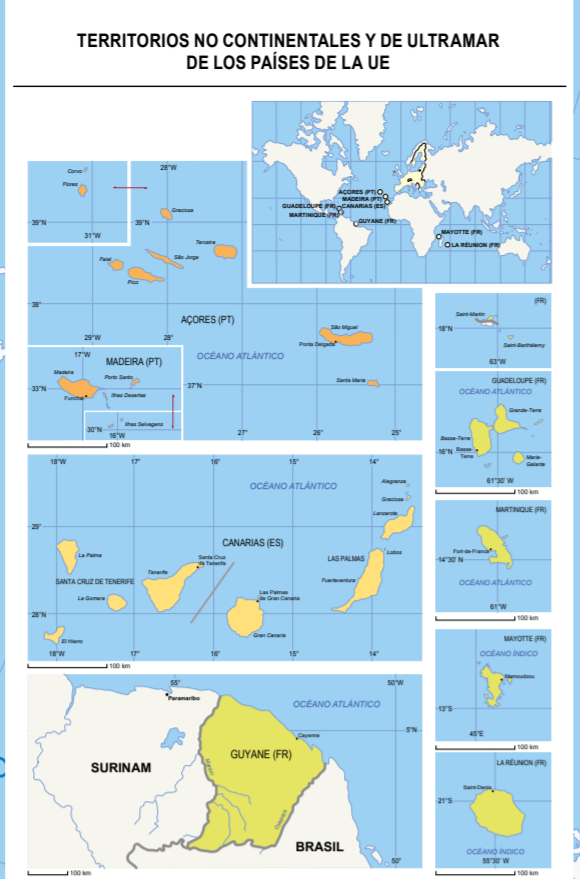 TERRITORIOS NO CONTINENTALES Y DE ULTRAMAR
DE LOS PAÍSES DE LA UE
AÇORES (PT)
MADEIRA (PT)
GUADELOUPE (FR)
CANARIAS (ES)
MARTINIQUE (FR)
GUYANE (FR)
MAYOTTE (FR)
LA RÉUNION (FR)
Corvo
Flores
39°N
31°W
28°W
Graciosa
39°N
Terceira
São Jorge
Faial
Pico
38°
29°W
28°
AÇORES (PT)
São Miguel
Ponta Delgada
OCÉANO ATLÁNTICO
Santa Maria
37°N
27°
26°
25°
17°W
MADEIRA (PT)
Madeira
Porto Santo
33°N
Funchal
Ilhas Desertas
Ilhas Selvagens
30°N
16°W
100 km
18°W
17°
16°
15°
14°
OCÉANO ATLÁNTICO
Alegranza
Graciosa
Lanzarote
29°
CANARIAS (ES)
La Palma
Santa Cruz
de Tenerife
LAS PALMAS
Lobos
SANTA CRUZ DE TENERIFE
Tenerife
Fuerteventura
La Gomera
Las Palmas
de Gran Canaria
28°N
Gran Canaria
El Hierro
18°W
17°
16°
15°
14°
100 km
55°
50°W
Paramaribo
OCÉANO ATLÁNTICO
5°N
Cayenne
GUYANE (FR)
SURINAM
Maroni
BRASIL
50°
100 km
(FR)
Saint-Martin
18°N
Saint-Barthélemy
63°W
GUADELOUPE (FR)
OCÉANO ATLÁNTICO
Grande-Terre
Basse-Terre
Basse-
Terre
16°N
Marie-
Galante
61°30' W
100 km
MARTINIQUE (FR)
Fort-de-France
14°30' N
OCÉANO ATLÁNTICO
61°W
100 km
MAYOTTE (FR)
OCÉANO ÍNDICO
Mamoudzou
13°S
45°E
100 km
LA RÉUNION (FR)
Saint-Denis
21°S
OCÉANO ÍNDICO
55°30' W
100 km